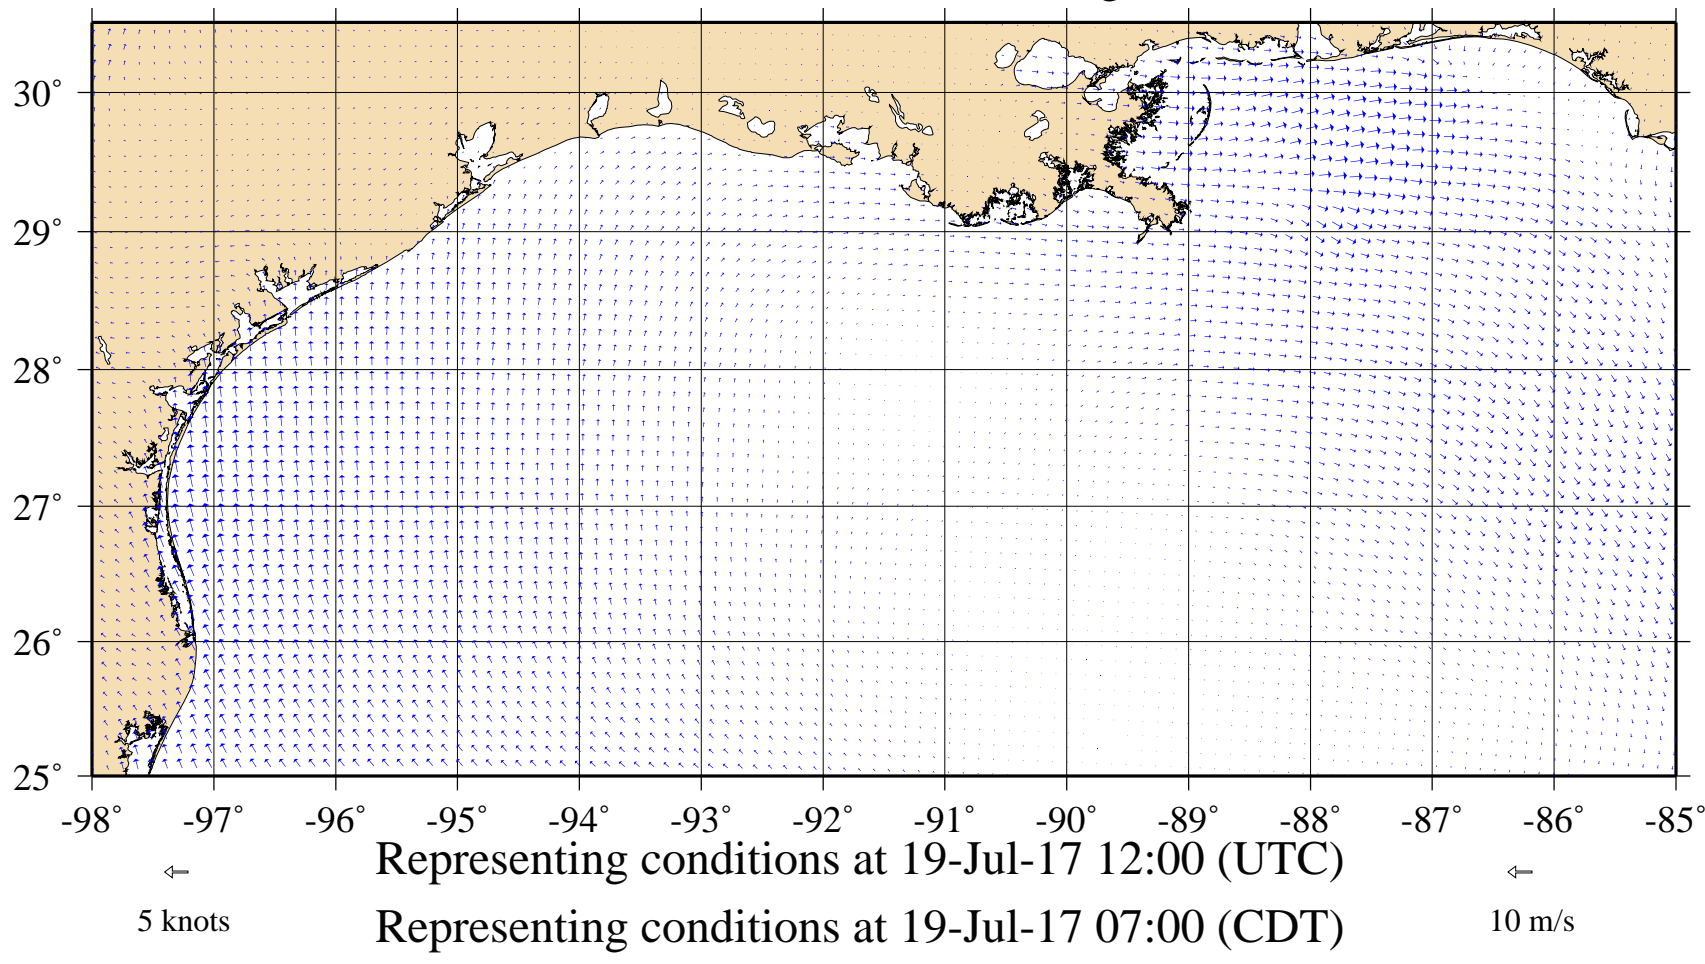 30°
29°
28°
27°
26°
25°
-98° -97° -96° -95° -94° -93° -92° -91° -90° -89° -88° -87° -86° -85°
Representing conditions at 19-Jul-17 12:00 (UTC)
5 knots
Representing conditions at 19-Jul-17 07:00 (CDT)
10 m/s